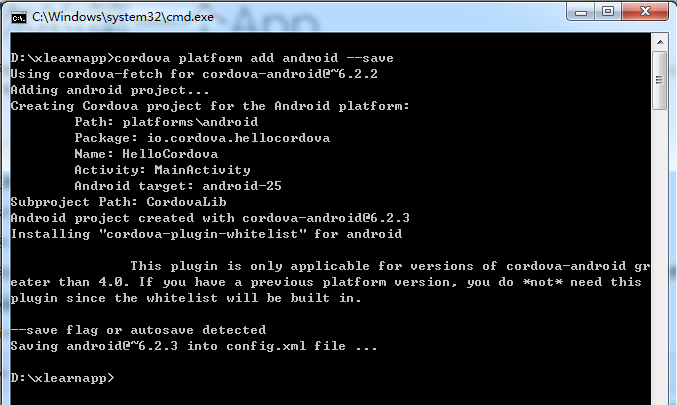 C:\Windows\system32\cmd.exe
D:\xlearnapp>cordova platform add android --save
Using cordova-fetch for cordova-android@~6.2.2
Adding android project...
Creating Cordova project for the Android platform:
        Path: platforms\android
        Package: io.cordova.hellocordova
        Name: HelloCordova
        Activity: MainActivity
        Android target: android-25
Subproject Path: CordovaLib
Android project created with cordova-android@6.2.3
Installing "cordova-plugin-whitelist" for android
               This plugin is only applicable for versions of cordova-android gr
eater than 4.0. If you have a previous platform version, you do *not* need this
plugin since the whitelist will be built in.
--save flag or autosave detected
Saving android@~6.2.3 into config.xml file ...
D:\xlearnapp>